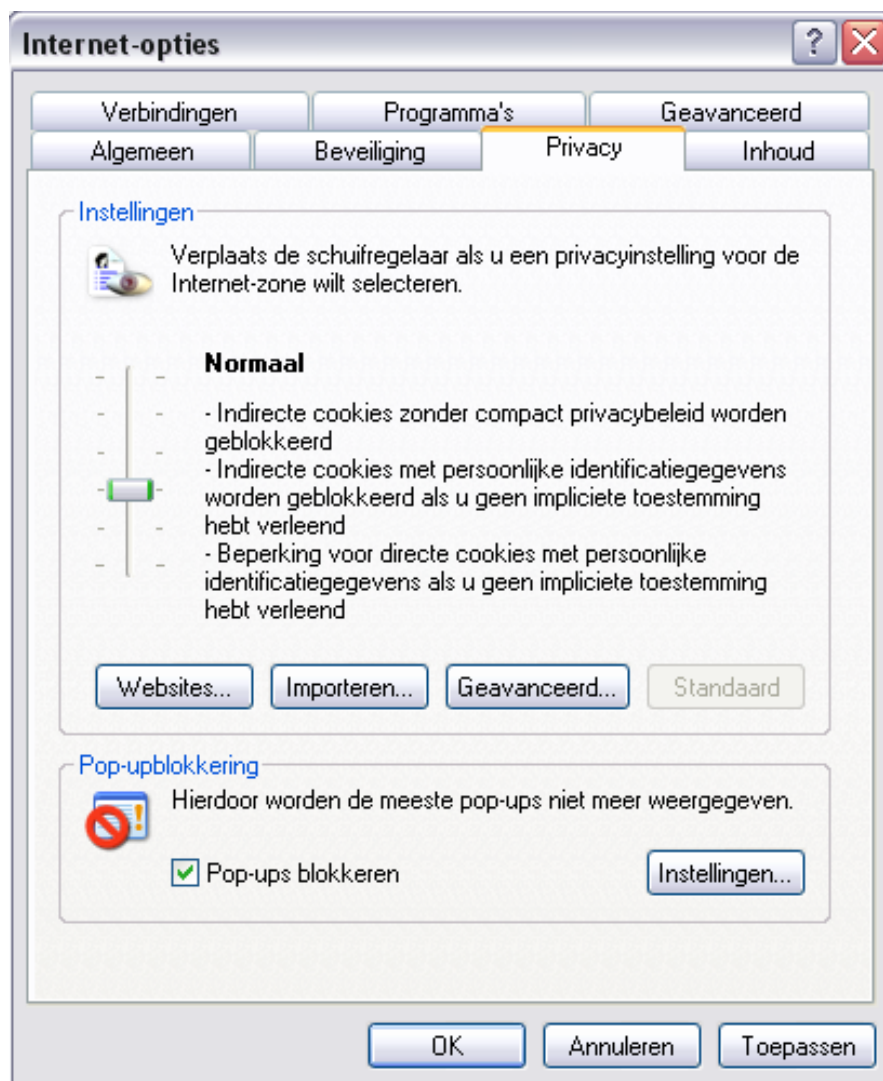 Internet-opties
Verbindingen Programma's Geavanceerd
Algemeen Beveiliging Privacy Inhoud
Instellingen
Verplaats de schuifregelaar als u een privacyinstelling voor de
Internet-zone wilt selecteren.
Normaal
- Indirecte cookies zonder compact privacybeleid worden
geblokkeerd
- Indirecte cookies met persoonlijke identificatiegegevens
worden geblokkeerd als u geen impliciete toestemming
hebt verleend
- Beperking voor directe cookies met persoonlijke
identificatiegegevens als u geen impliciete toestemming
hebt verleend
Websites... Importeren... Geavanceerd... Standaard
Pop-upblokkering
Hierdoor worden de meeste pop-ups niet meer weergegeven.
Pop-ups blokkeren Instellingen...
OK Annuleren Toepassen